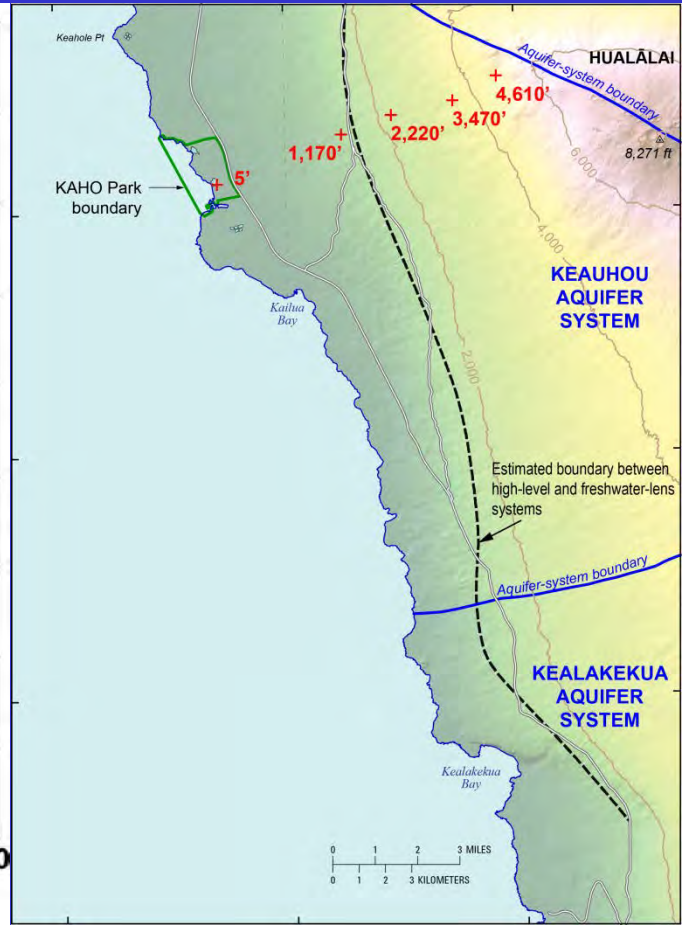 Keahole Pt
HUALĀLAI
Aquifer-system boundary
4,610'
3,470'
2,220'
1,170'
8,271 ft
6,000
KAHO Park
boundary
5'
4,000
KEAUHOU
AQUIFER
SYSTEM
Kailua
Bay
2,000
Estimated boundary between
high-level and freshwater-lens
systems
Aquifer-system boundary
KEALAKEKUA
AQUIFER
SYSTEM
Kealakekua
Bay
0 1 2 3 MILES
0 1 2 3 KILOMETERS
0